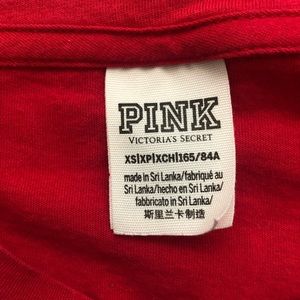 PINK
VICTORIA'S SECRET
XS|XP|XCH|165/84A
made in Sri Lanka/fabriqué au
Sri Lanka/hecho en Sri Lanka/
fabbricato in Sri Lanka/
斯里兰卡制造